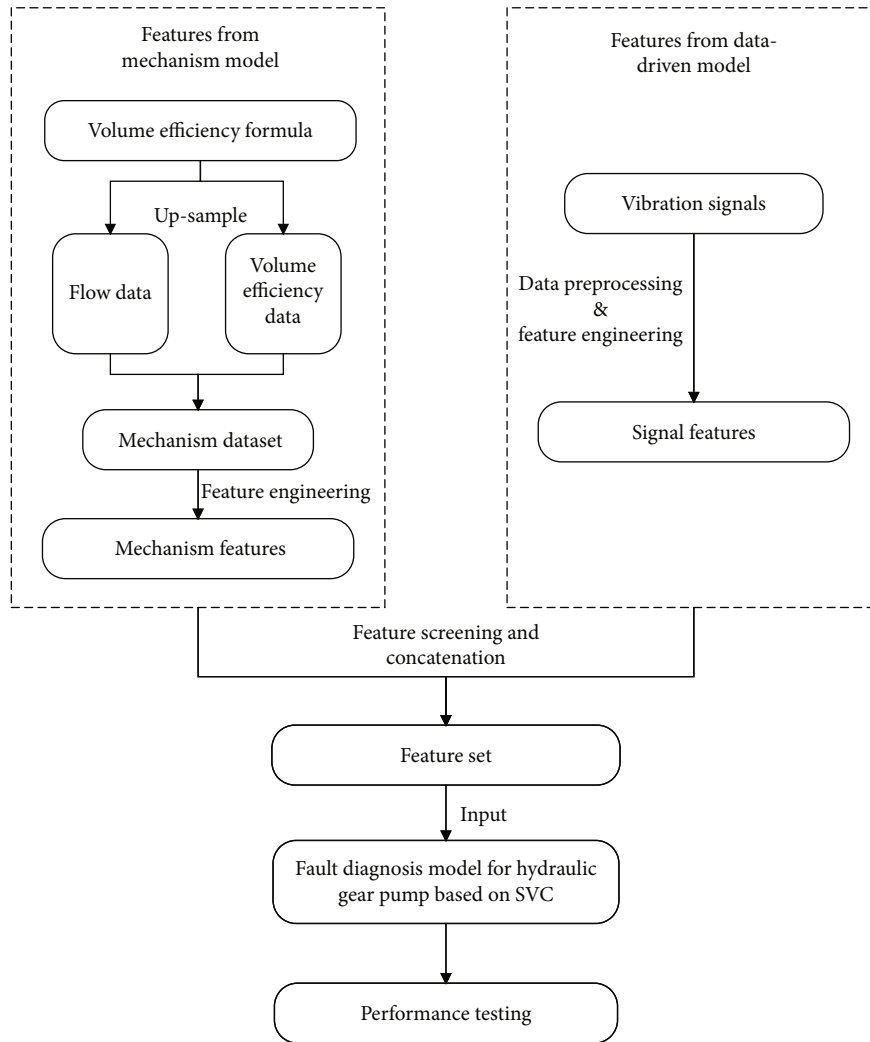 Features from
mechanism model
Volume efficiency formula
Up-sample
Flow data
Volume
efficiency
data
Mechanism dataset
Feature engineering
Mechanism features
Features from data-
driven model
Vibration signals
Data preprocessing
&
feature engineering
Signal features
Feature screening and
concatenation
Feature set
Input
Fault diagnosis model for hydraulic
gear pump based on SVC
Performance testing